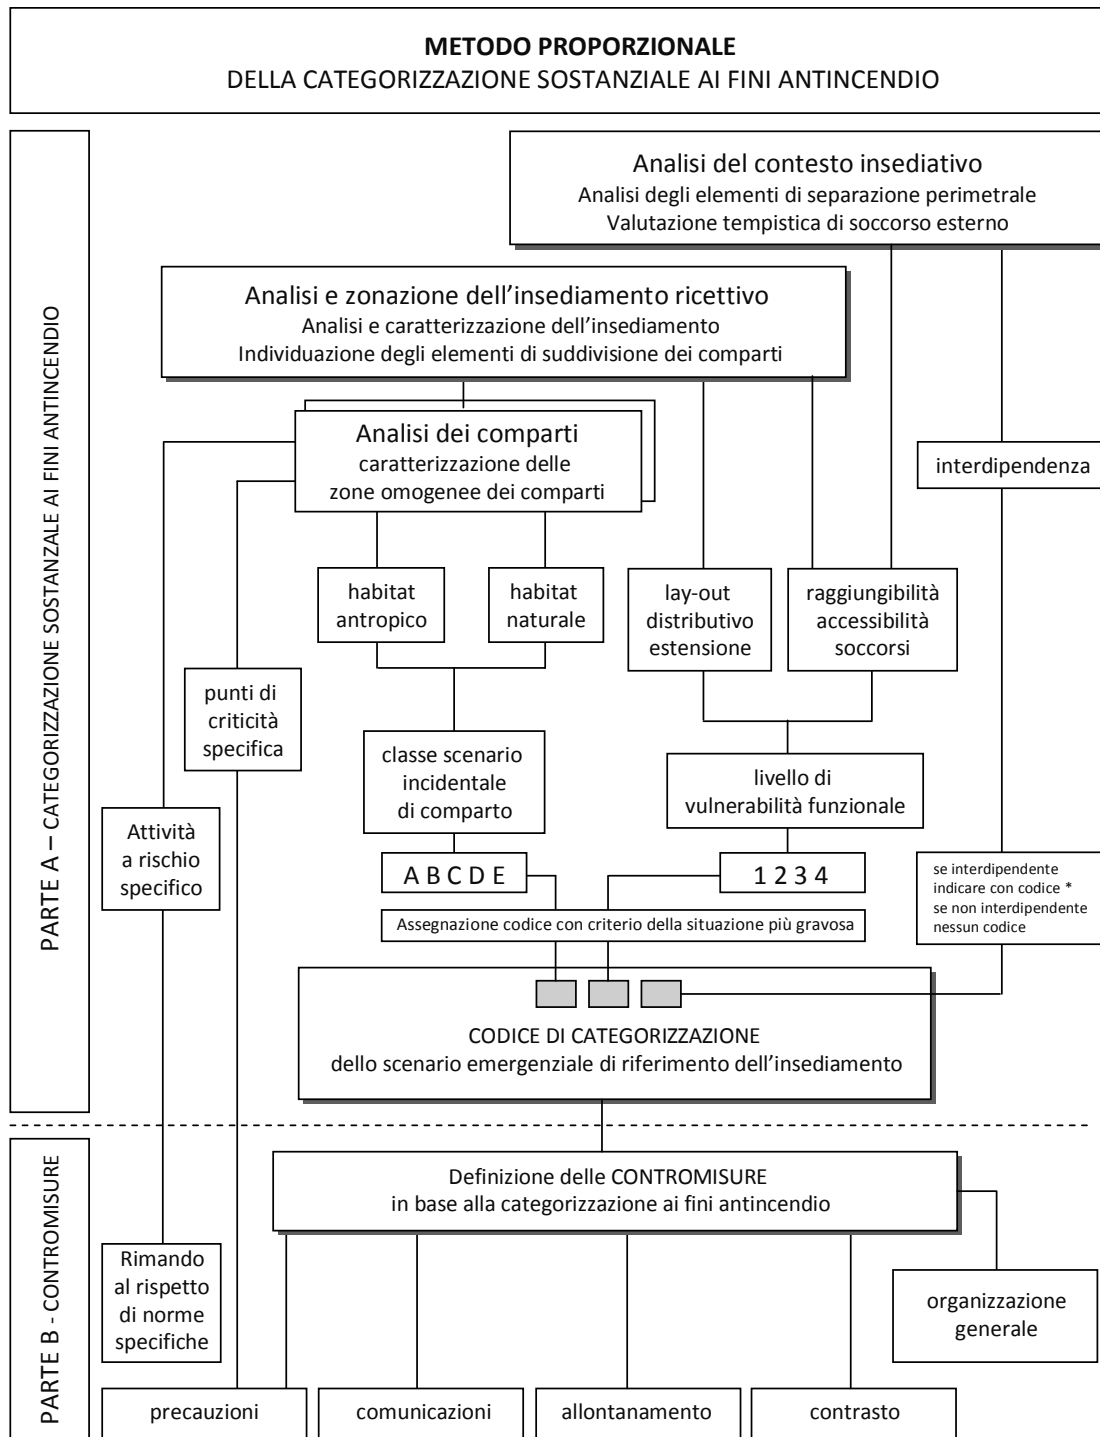 METODO PROPORZIONALE
DELLA CATEGORIZZAZIONE SOSTANZIALE AI FINI ANTINCENDIO
PARTE A – CATEGORIZZAZIONE SOSTANZALE AI FINI ANTINCENDIO
Analisi del contesto insediativo
Analisi degli elementi di separazione perimetrale
Valutazione tempistica di soccorso esterno
Analisi e zonazione dell’insediamento ricettivo
Analisi e caratterizzazione dell’insediamento
Individuazione degli elementi di suddivisione dei comparti
Analisi dei comparti
caratterizzazione delle
zone omogenee dei comparti
interdipendenza
habitat
antropico
habitat
naturale
lay-out
distributivo
estensione
raggiungibilità
accessibilità
soccorsi
punti di
criticità
specifica
classe scenario
incidentale
di comparto
livello di
vulnerabilità funzionale
Attività
a rischio
specifico
A B C D E
1 2 3 4
se interdipendente
indicare con codice *
se non interdipendente
nessun codice
Assegnazione codice con criterio della situazione più gravosa
CODICE DI CATEGORIZZAZIONE
dello scenario emergenziale di riferimento dell’insediamento
PARTE B - CONTROMISURE
Definizione delle CONTROMISURE
in base alla categorizzazione ai fini antincendio
Rimando
al rispetto
di norme
specifiche
organizzazione
generale
precauzioni
comunicazioni
allontanamento
contrasto